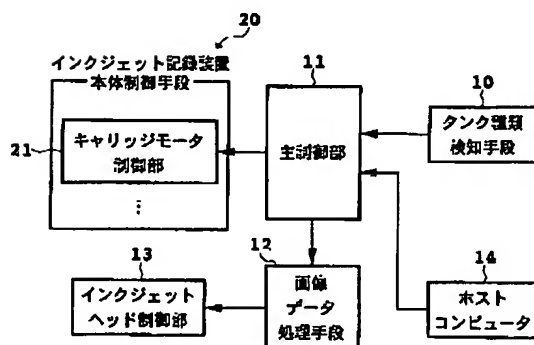 20
インクジェット記録装置
本体制御手段
21
キャリッジモータ
制御部
⋮
11
主制御部
10
タンク種類
検知手段
12
画像
データ
処理手段
13
インクジェット
ヘッド制御部
14
ホスト
コンピュータ